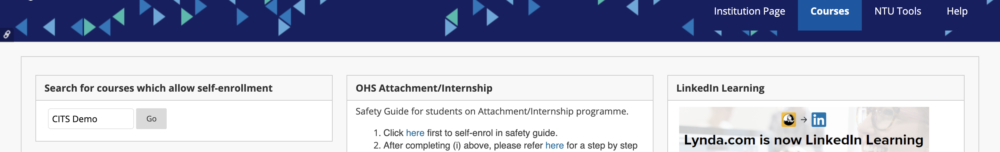 Institution Page
Courses
NTU Tools
Help
Search for courses which allow self-enrollment
CITS Demo
Go
OHS Attachment/Internship
Safety Guide for students on Attachment/Internship programme.
1. Click here first to self-enrol in safety guide.
2. After completing (i) above, please refer here for a step by step
LinkedIn Learning
in
Lynda.com is now LinkedIn Learning